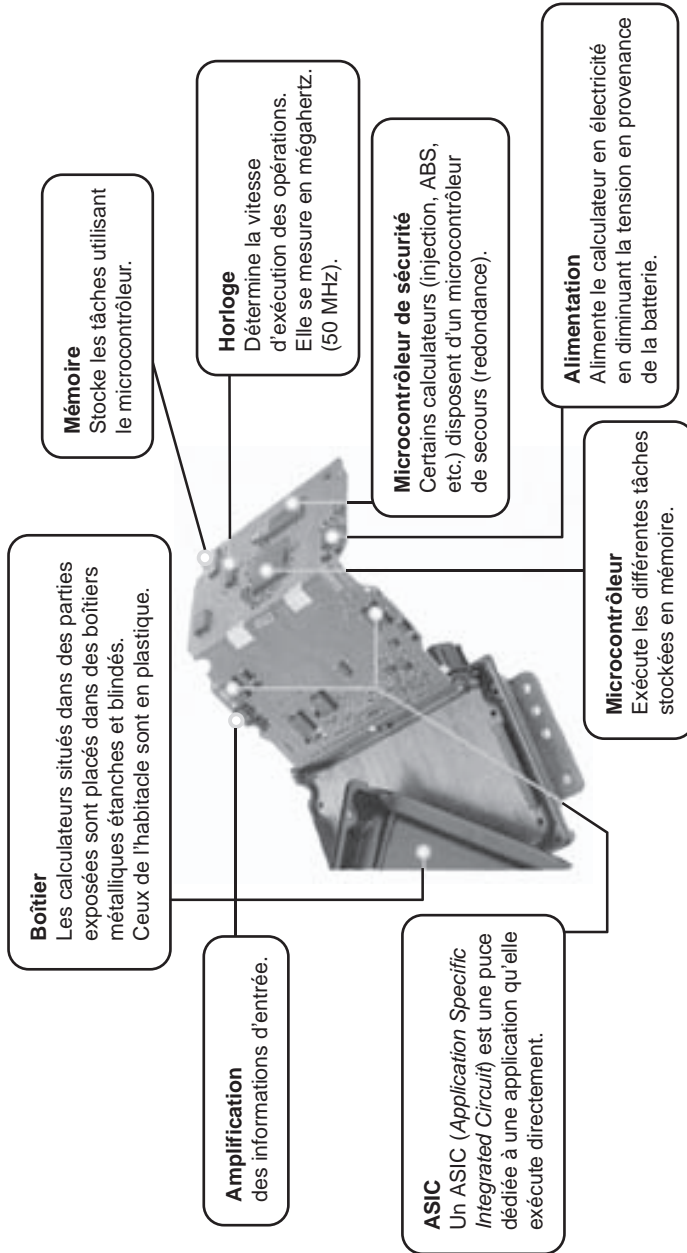 Boîtier
Les calculateurs situés dans des parties
exposées sont placés dans des boîtiers
métalliques étanches et blindés.
Ceux de l'habitacle sont en plastique.
Mémoire
Stocke les tâches utilisant
le microcontrôleur.
Amplification
des informations d'entrée.
Horloge
Détermine la vitesse
d'exécution des opérations.
Elle se mesure en mégahertz.
(50 MHz).
Microcontrôleur de sécurité
Certains calculateurs (injection, ABS,
etc.) disposent d'un microcontrôleur
de secours (redondance).
ASIC
Un ASIC (Application Specific
Integrated Circuit) est une puce
dédiée à une application qu'elle
exécute directement.
Microcontrôleur
Exécute les différentes tâches
stockées en mémoire.
Alimentation
Alimente le calculateur en électricité
en diminuant la tension en provenance
de la batterie.